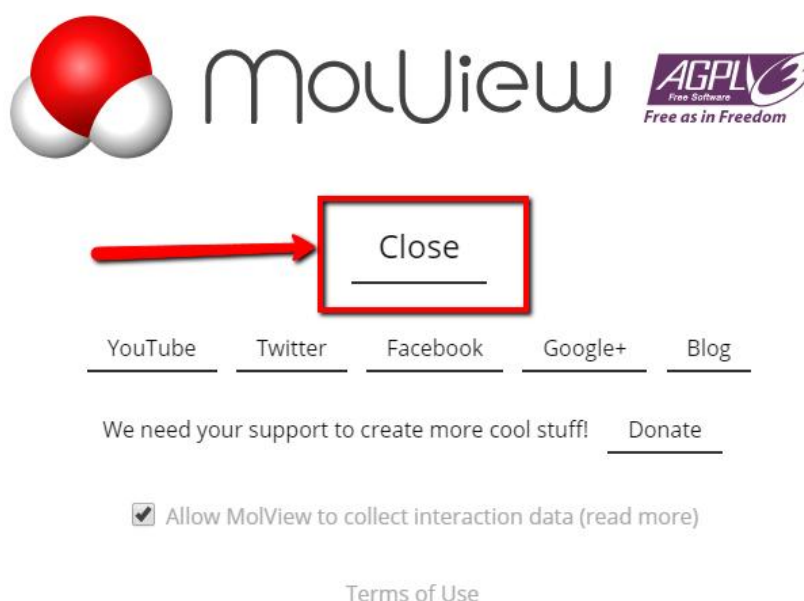 MolView
AGPL v3
Free Software
Free as in Freedom
Close
YouTube Twitter Facebook Google+ Blog
We need your support to create more cool stuff! Donate
Allow MolView to collect interaction data (read more)
Terms of Use